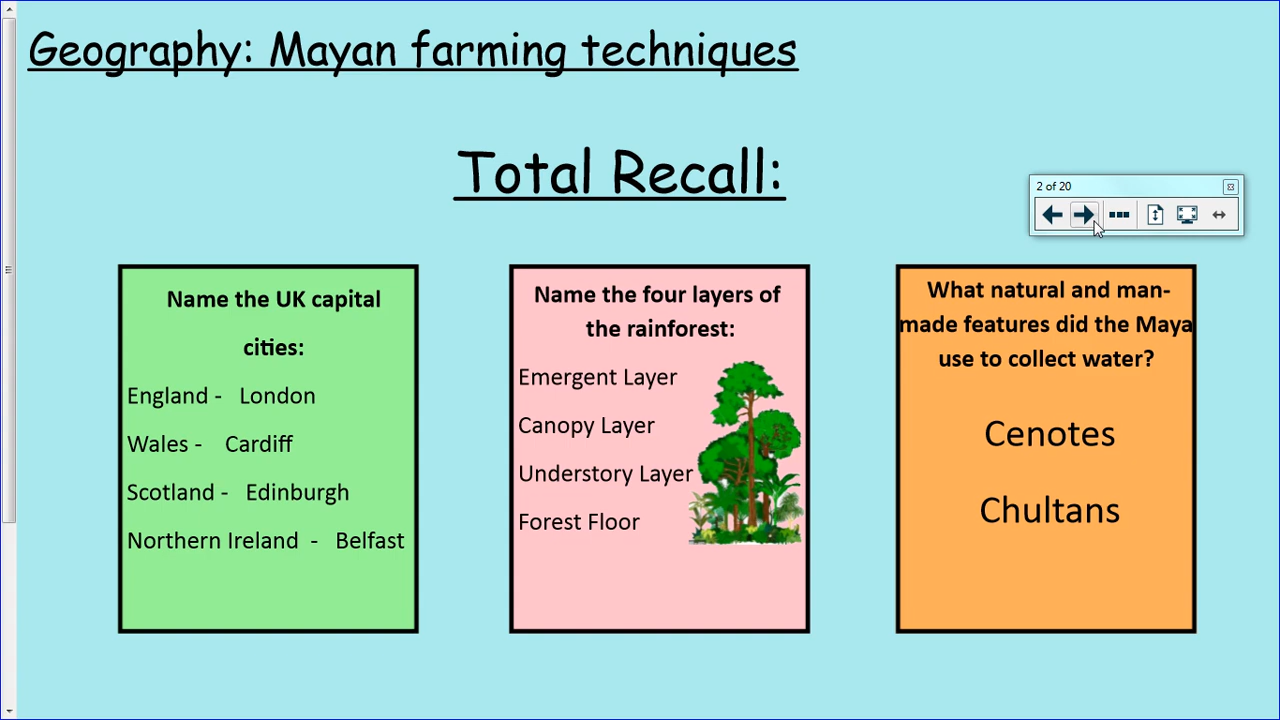 Geography: Mayan farming techniques
Total Recall:
2 of 20
Name the UK capital
cities:
England - London
Wales - Cardiff
Scotland - Edinburgh
Northern Ireland - Belfast
Name the four layers of
the rainforest:
Emergent Layer
Canopy Layer
Understory Layer
Forest Floor
What natural and man-
made features did the Maya
use to collect water?
Cenotes
Chultans